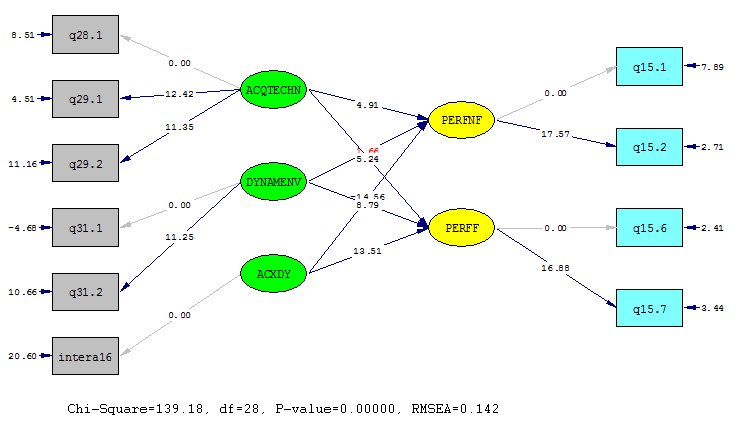 8.51
q28.1
0.00
q15.1
7.89
4.51
q29.1
12.42
ACQTECHN
0.00
4.91
PERFNF
11.35
17.57
q15.2
2.71
11.16
q29.2
5.24
DYNAMENV
-4.68
q31.1
0.00
-14.56
8.79
PERFF
0.00
q15.6
2.41
11.25
13.51
ACXDY
16.88
10.66
q31.2
q15.7
3.44
0.00
20.60
intera16
Chi-Square=139.18, df=28, P-value=0.00000, RMSEA=0.142